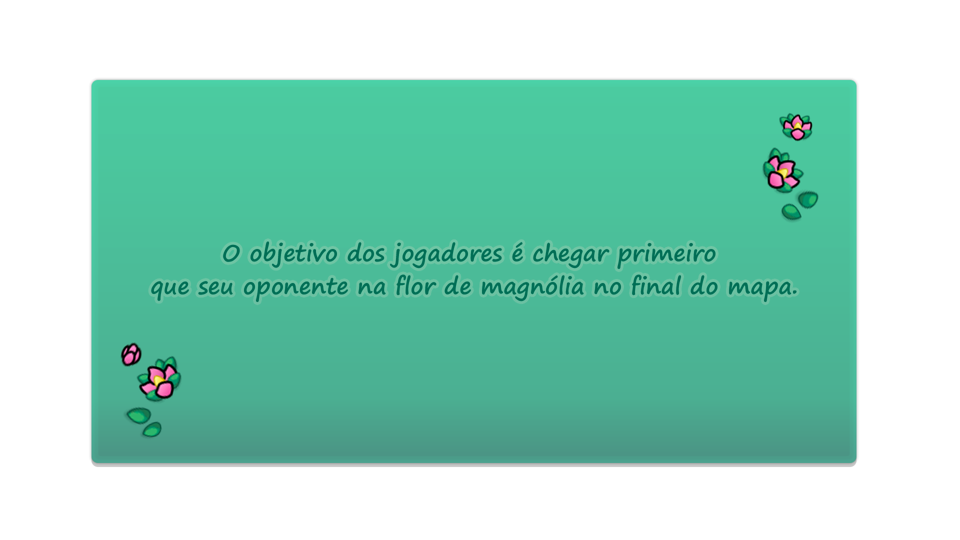 O objetivo dos jogadores é chegar primeiro
que seu oponente na flor de magnólia no final do mapa.